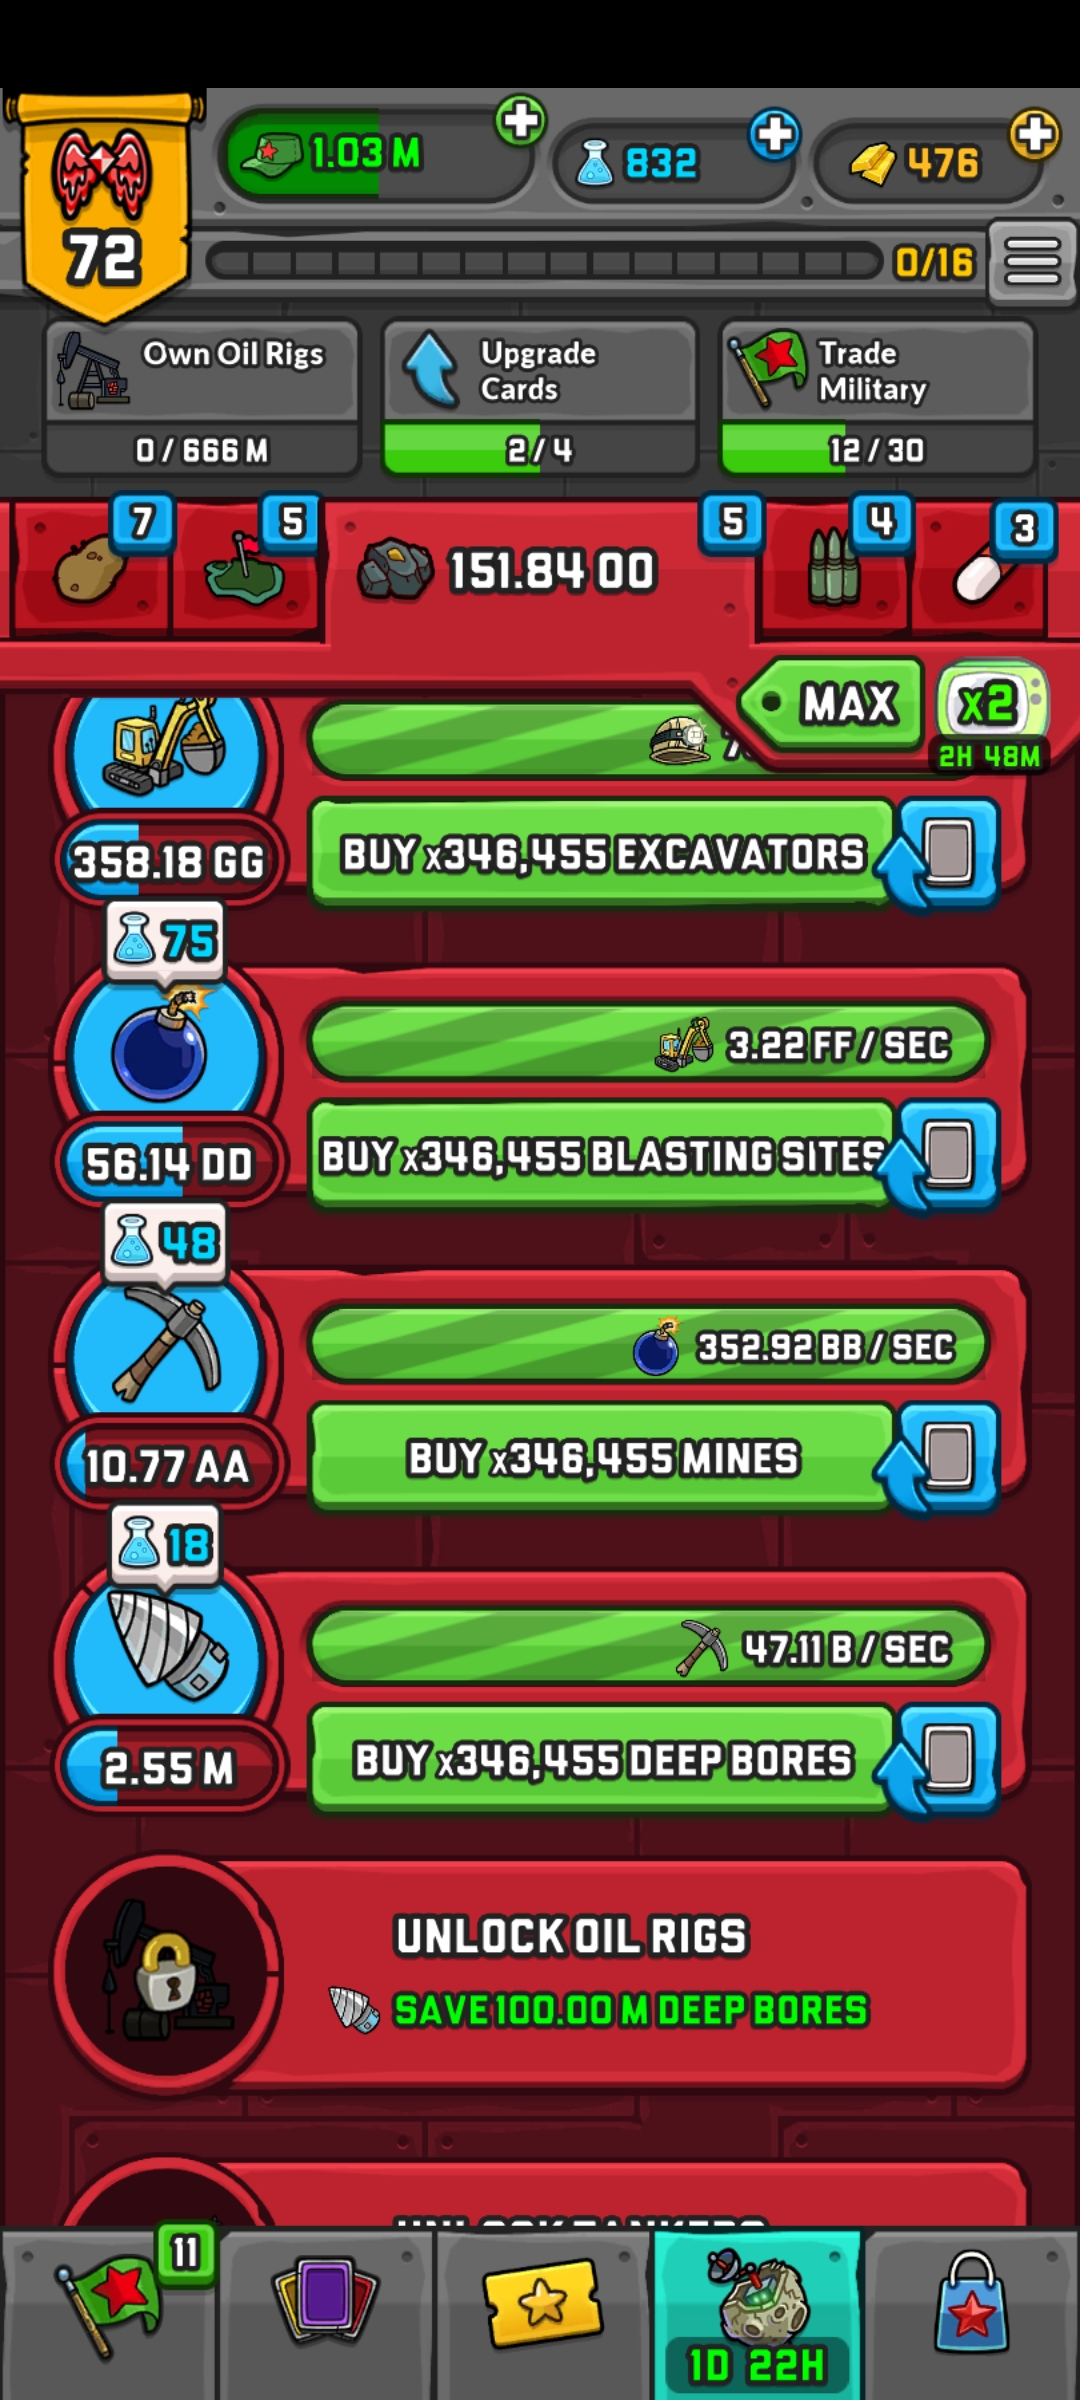 1.03 M
832
476
72
0/16
Own Oil Rigs
0 / 666 M
Upgrade
Cards
2 / 4
Trade
Military
12 / 30
7
5
151.84 OO
5
4
3
MAX
x2
2H 48M
358.18 GG
BUY x346,455 EXCAVATORS
75
3.22 FF / SEC
56.14 DD
BUY x346,455 BLASTING SITES
48
352.92 BB / SEC
10.77 AA
BUY x346,455 MINES
18
47.11 B / SEC
2.55 M
BUY x346,455 DEEP BORES
UNLOCK OIL RIGS
SAVE 100.00 M DEEP BORES
UNLOCK TANKERS
11
1D 22H